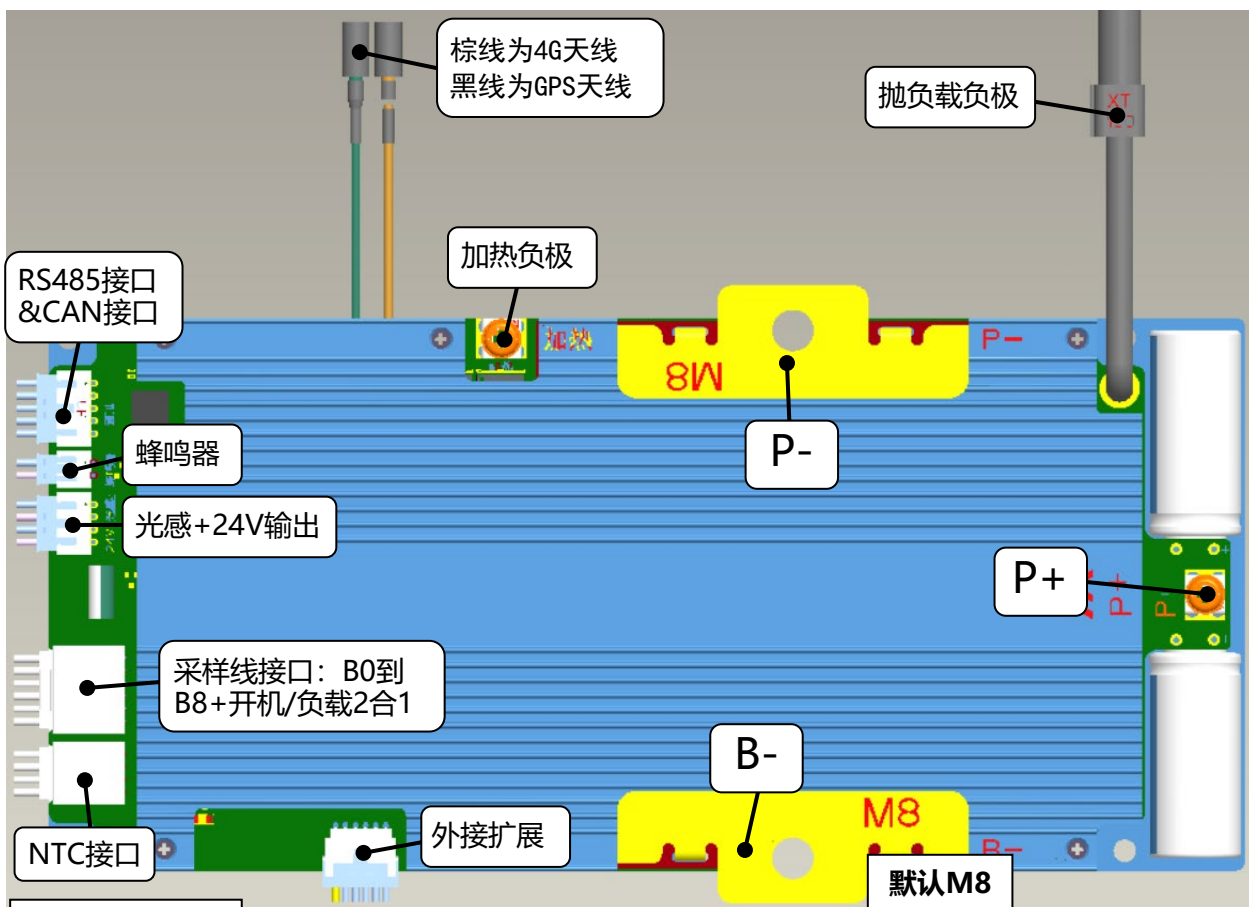 棕线为4G天线
黑线为GPS天线
抛负载负极
XT
加热负极
RS485接口
&CAN接口
加热
P-
M8
P-
蜂鸣器
光感+24V输出
P+
P+
采样线接口：B0到
B8+开机/负载2合1
B-
M8
外接扩展
B-
NTC接口
默认M8